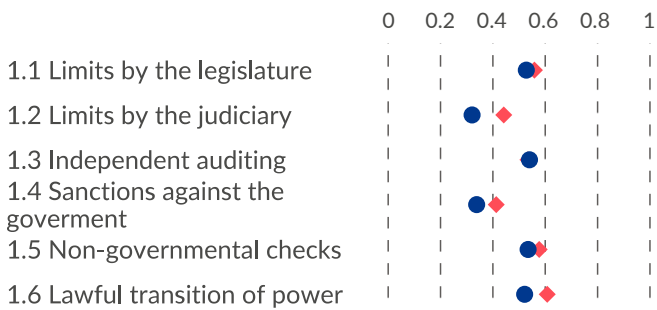 0 0.2 0.4 0.6 0.8 1
1.1 Limits by the legislature
1.2 Limits by the judiciary
1.3 Independent auditing
1.4 Sanctions against the
goverment
1.5 Non-governmental checks
1.6 Lawful transition of power